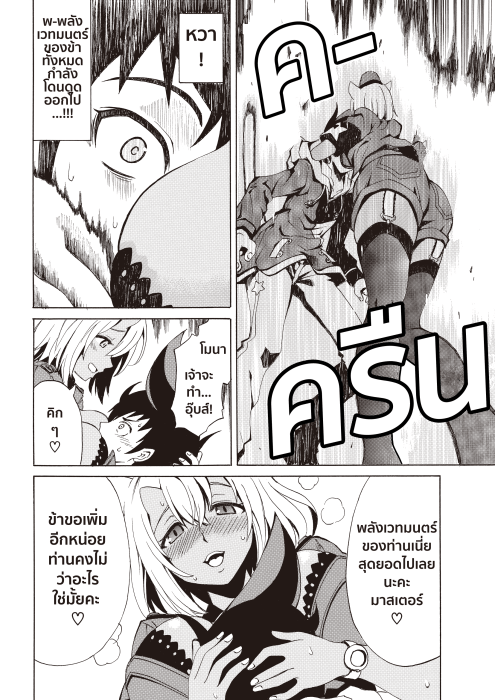 พ-พลัง
เวทมนตร์
ของข้า
ทั้งหมด
กำลัง
โดนดูด
ออกไป
...!!!
หวา
!
ค-
ครืน
โมนา
เจ้าจะ
ทำ...
อุ๊บส์!
คิก
ๆ
♡
ข้าขอเพิ่ม
อีกหน่อย
ท่านคงไม่
ว่าอะไร
ใช่มั้ยคะ
♡
พลังเวทมนตร์
ของท่านเนี่ย
สุดยอดไปเลย
นะคะ
มาสเตอร์
♡